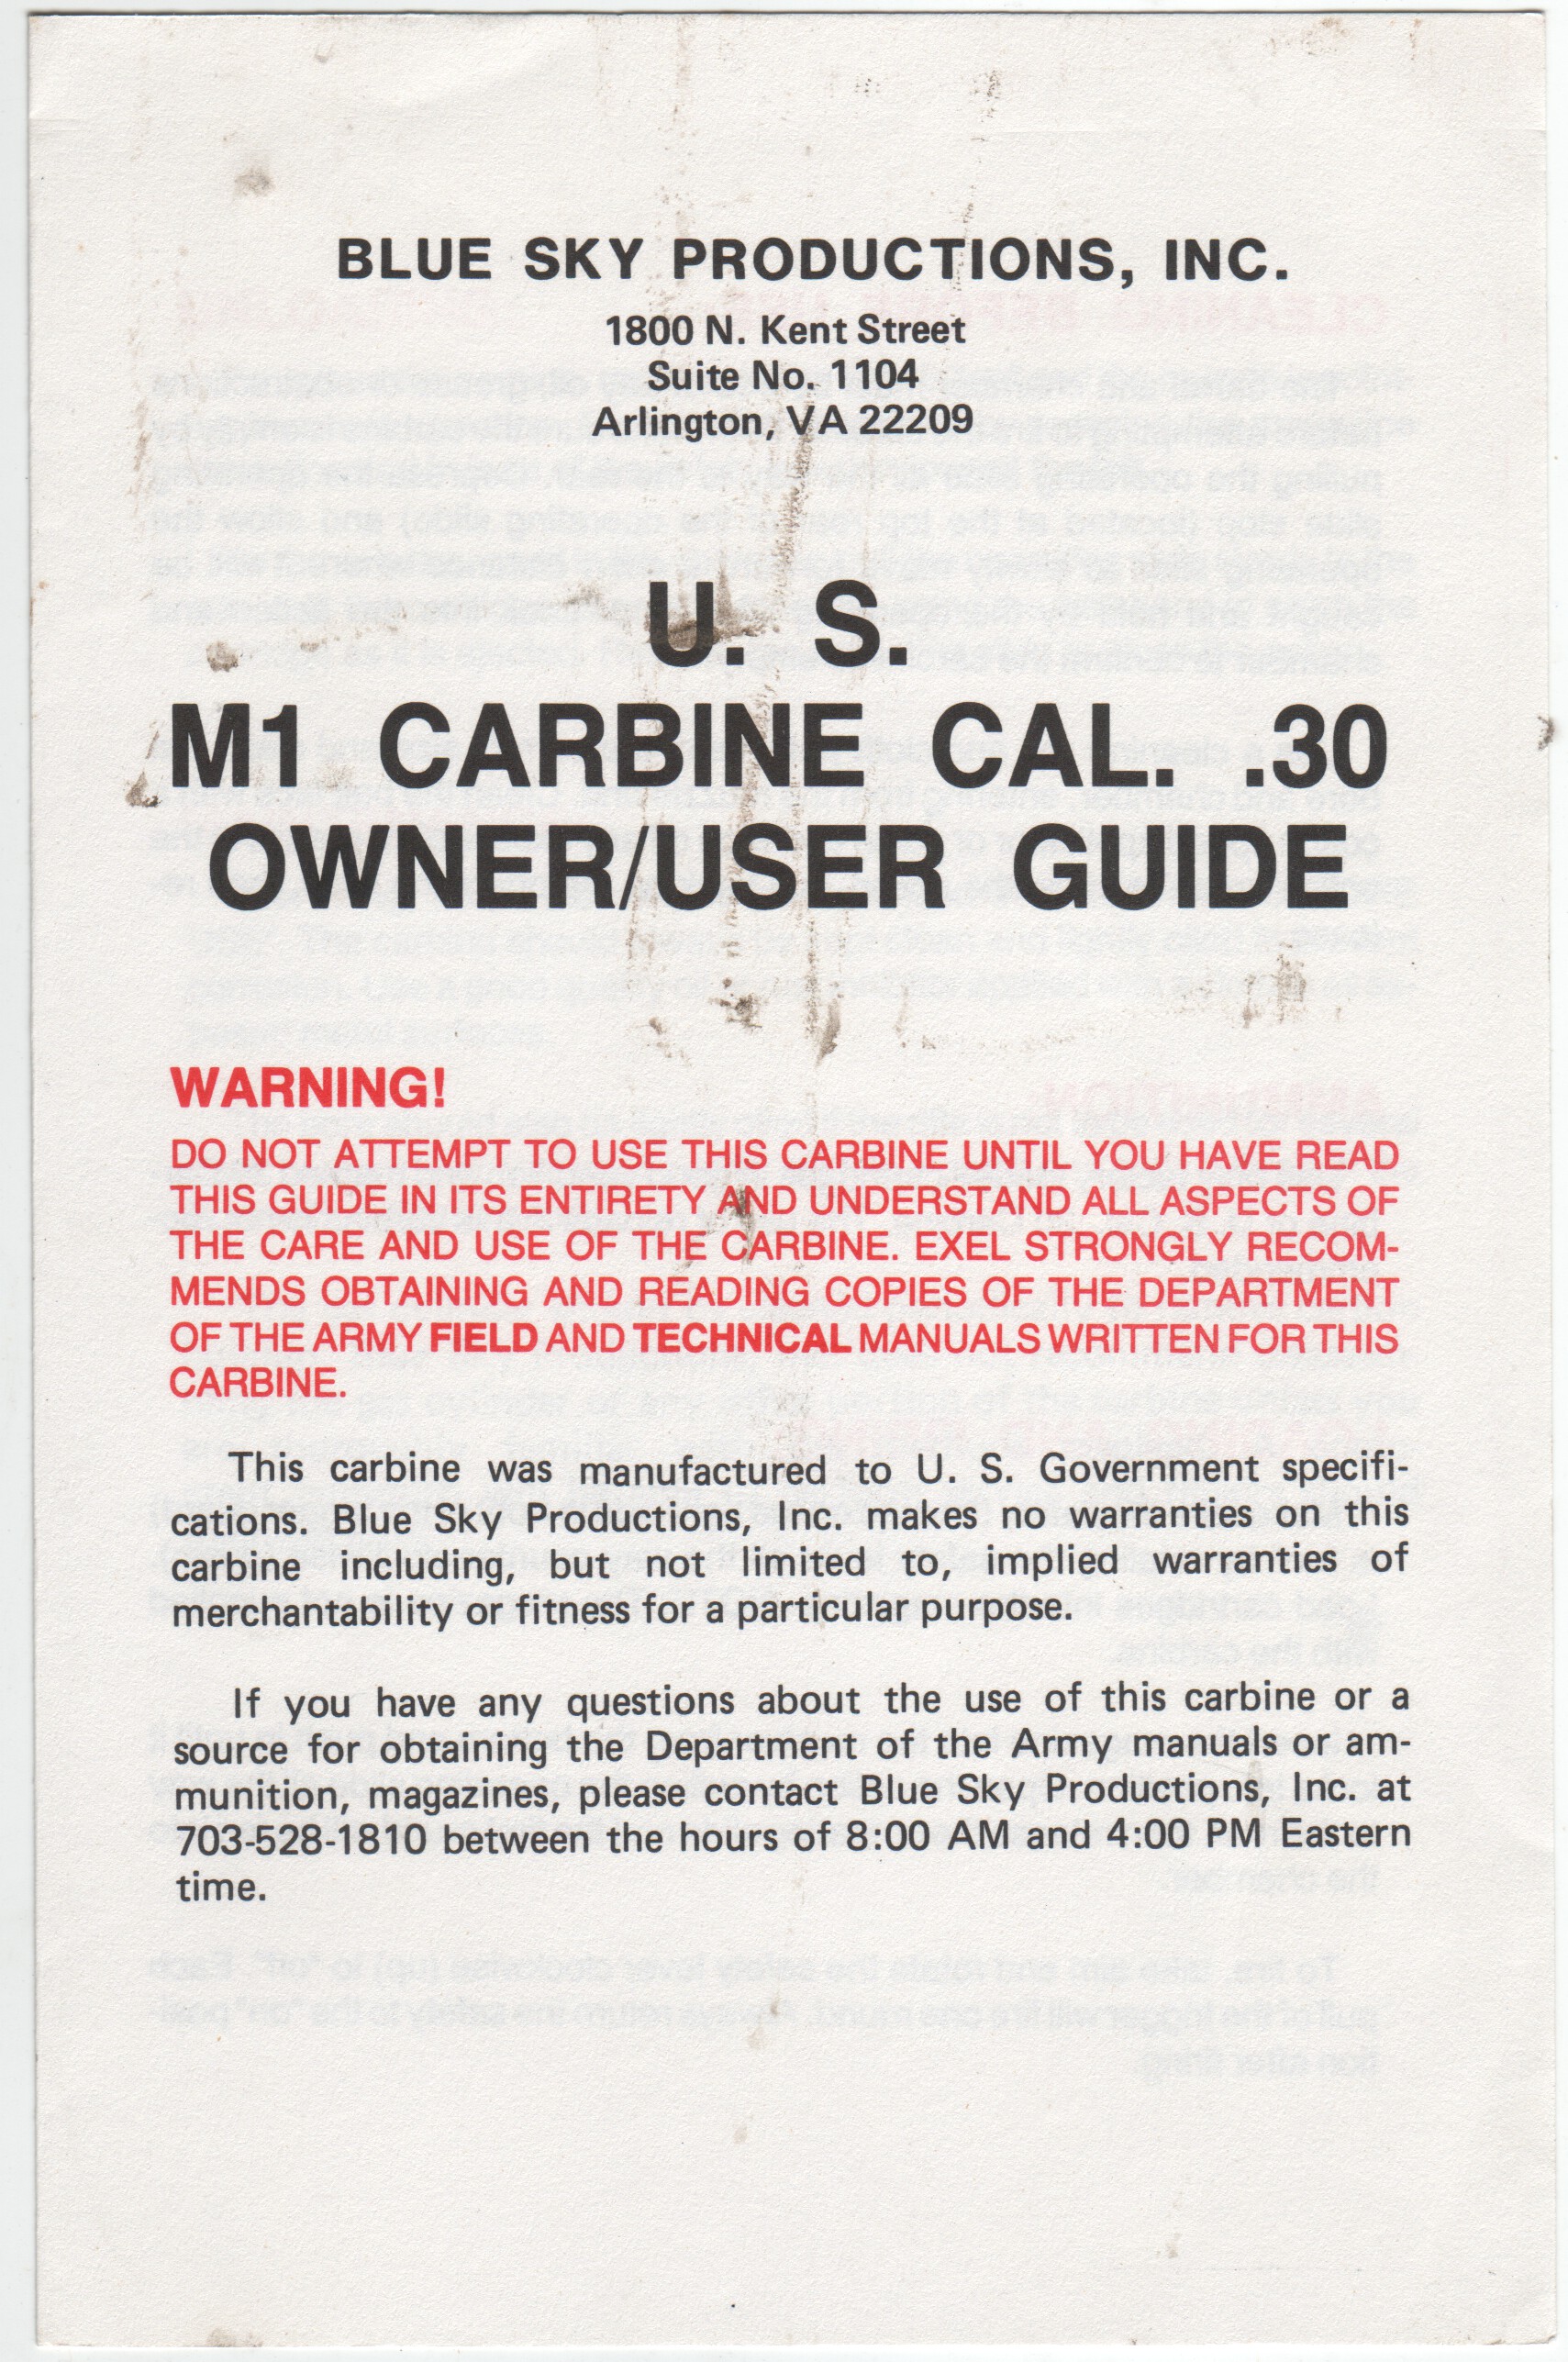 BLUE SKY PRODUCTIONS, INC.
1800 N. Kent Street
Suite No. 1104
Arlington, VA 22209
U. S.
M1 CARBINE CAL. .30
OWNER/USER GUIDE
WARNING!
DO NOT ATTEMPT TO USE THIS CARBINE UNTIL YOU HAVE READ
THIS GUIDE IN ITS ENTIRETY AND UNDERSTAND ALL ASPECTS OF
THE CARE AND USE OF THE CARBINE. EXEL STRONGLY RECOM-
MENDS OBTAINING AND READING COPIES OF THE DEPARTMENT
OF THE ARMY FIELD AND TECHNICAL MANUALS WRITTEN FOR THIS
CARBINE.
This carbine was manufactured to U. S. Government specifi-
cations. Blue Sky Productions, Inc. makes no warranties on this
carbine including, but not limited to, implied warranties of
merchantability or fitness for a particular purpose.
If you have any questions about the use of this carbine or a
source for obtaining the Department of the Army manuals or am-
munition, magazines, please contact Blue Sky Productions, Inc. at
703-528-1810 between the hours of 8:00 AM and 4:00 PM Eastern
time.